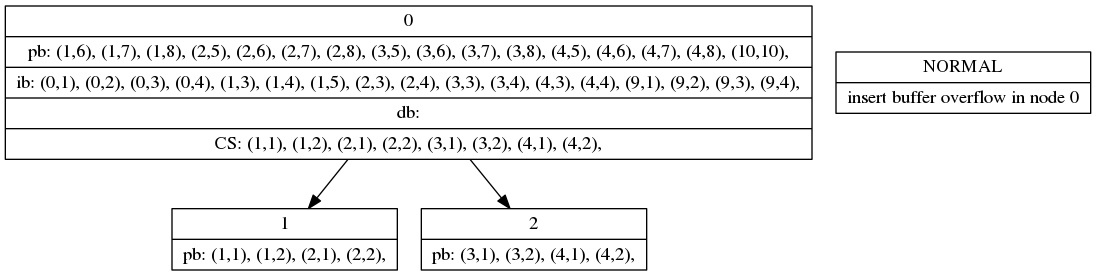 0
pb: (1,6), (1,7), (1,8), (2,5), (2,6), (2,7), (2,8), (3,5), (3,6), (3,7), (3,8), (4,5), (4,6), (4,7), (4,8), (10,10),
ib: (0,1), (0,2), (0,3), (0,4), (1,3), (1,4), (1,5), (2,3), (2,4), (3,3), (3,4), (4,3), (4,4), (9,1), (9,2), (9,3), (9,4),
db:
CS: (1,1), (1,2), (2,1), (2,2), (3,1), (3,2), (4,1), (4,2),
NORMAL
insert buffer overflow in node 0
1
pb: (1,1), (1,2), (2,1), (2,2),
2
pb: (3,1), (3,2), (4,1), (4,2),